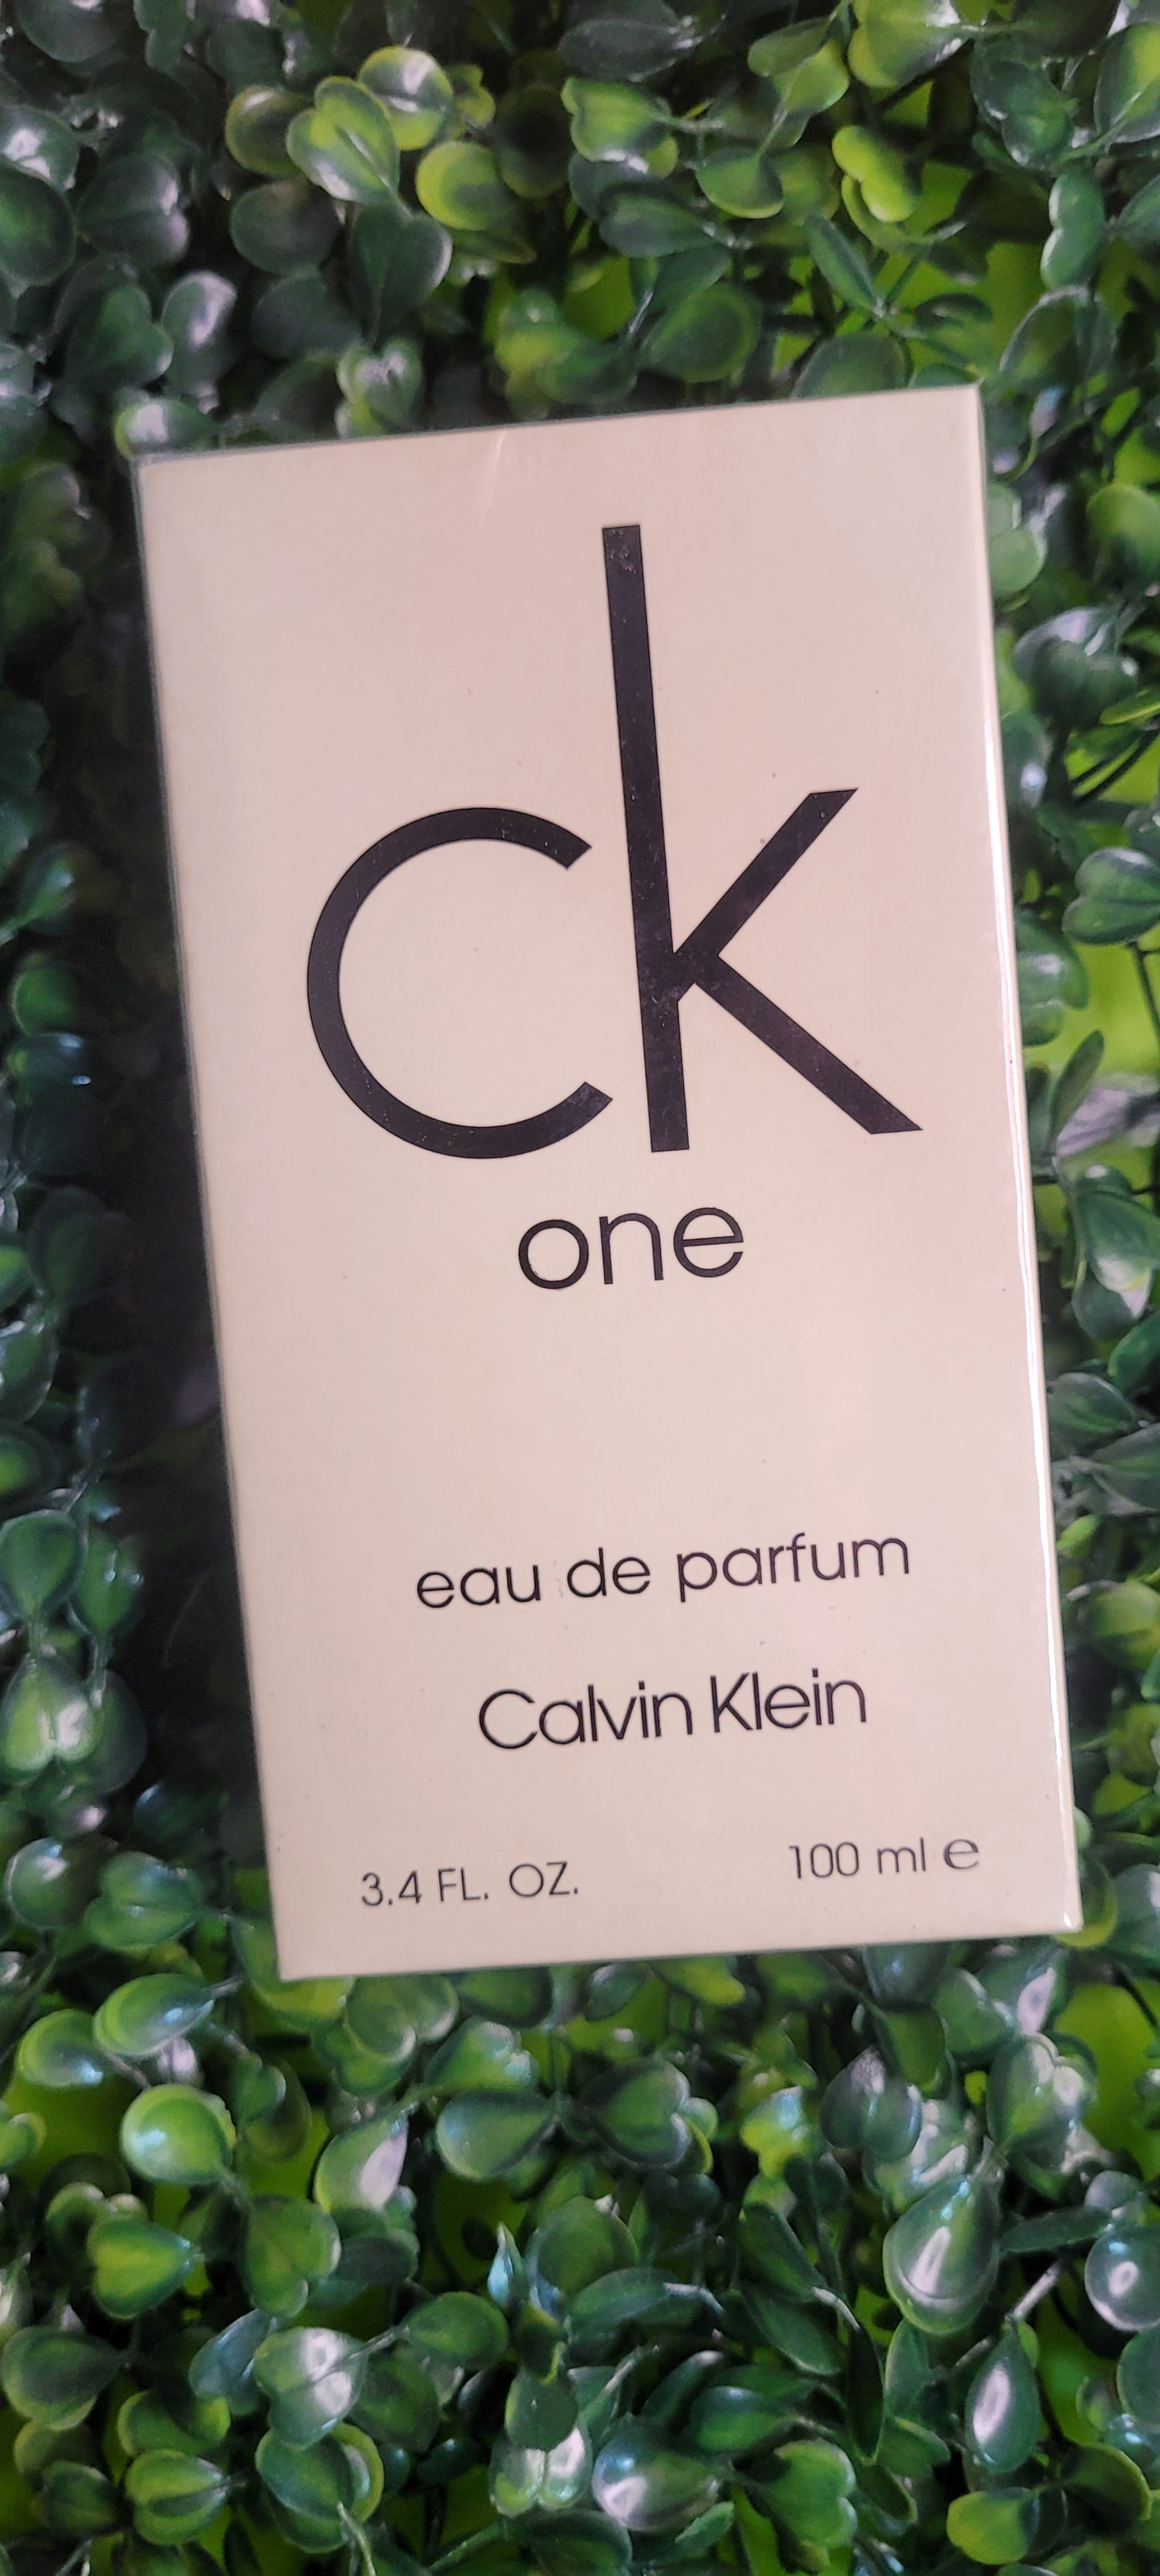 ck
one
eau de parfum
Calvin Klein
3.4 FL. OZ. 100 ml e